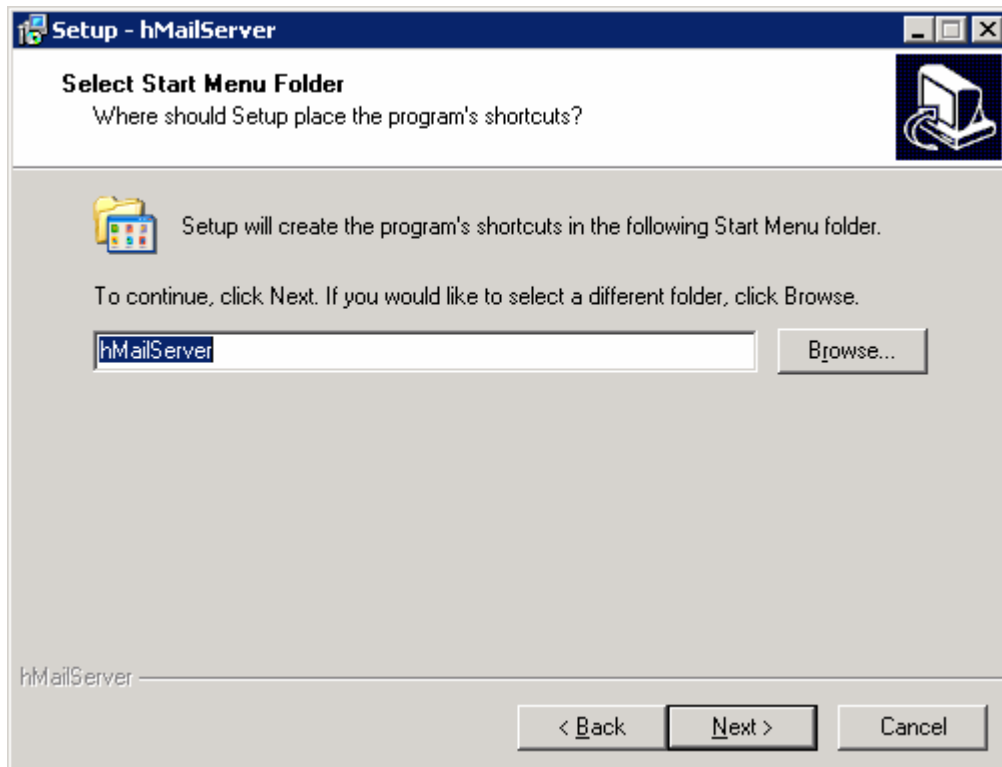 Setup - hMailServer
Select Start Menu Folder
Where should Setup place the program's shortcuts?
Setup will create the program's shortcuts in the following Start Menu folder.
To continue, click Next. If you would like to select a different folder, click Browse.
hMailServer
Browse...
hMailServer
< Back
Next >
Cancel